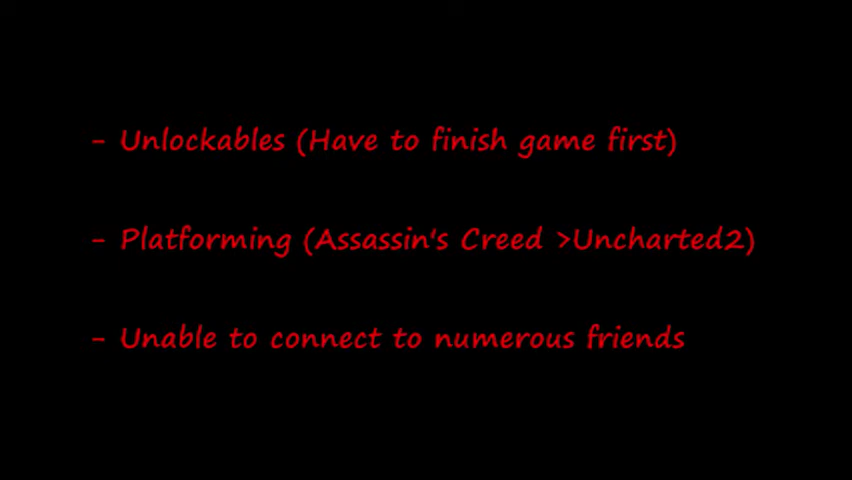 - Unlockables (Have to finish game first)
- Platforming (Assassin's Creed >Uncharted2)
- Unable to connect to numerous friends